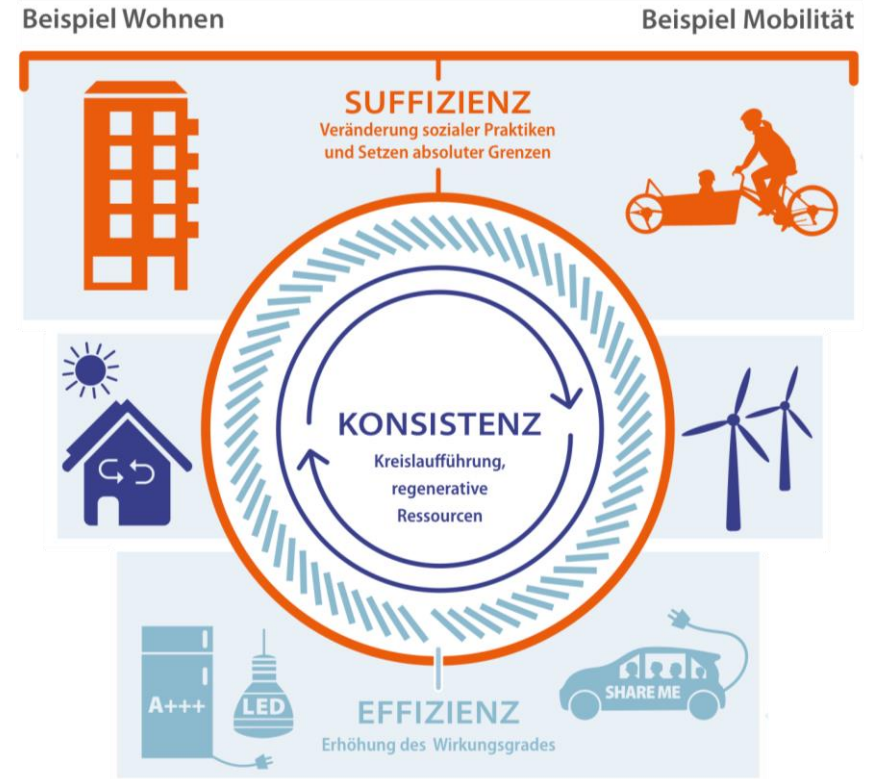 Beispiel Wohnen
Beispiel Mobilität
SUFFIZIENZ
Veränderung sozialer Praktiken
und Setzen absoluter Grenzen
KONSISTENZ
Kreislaufführung,
regenerative
Ressourcen
A+++
LED
SHARE ME
EFFIZIENZ
Erhöhung des Wirkungsgrades